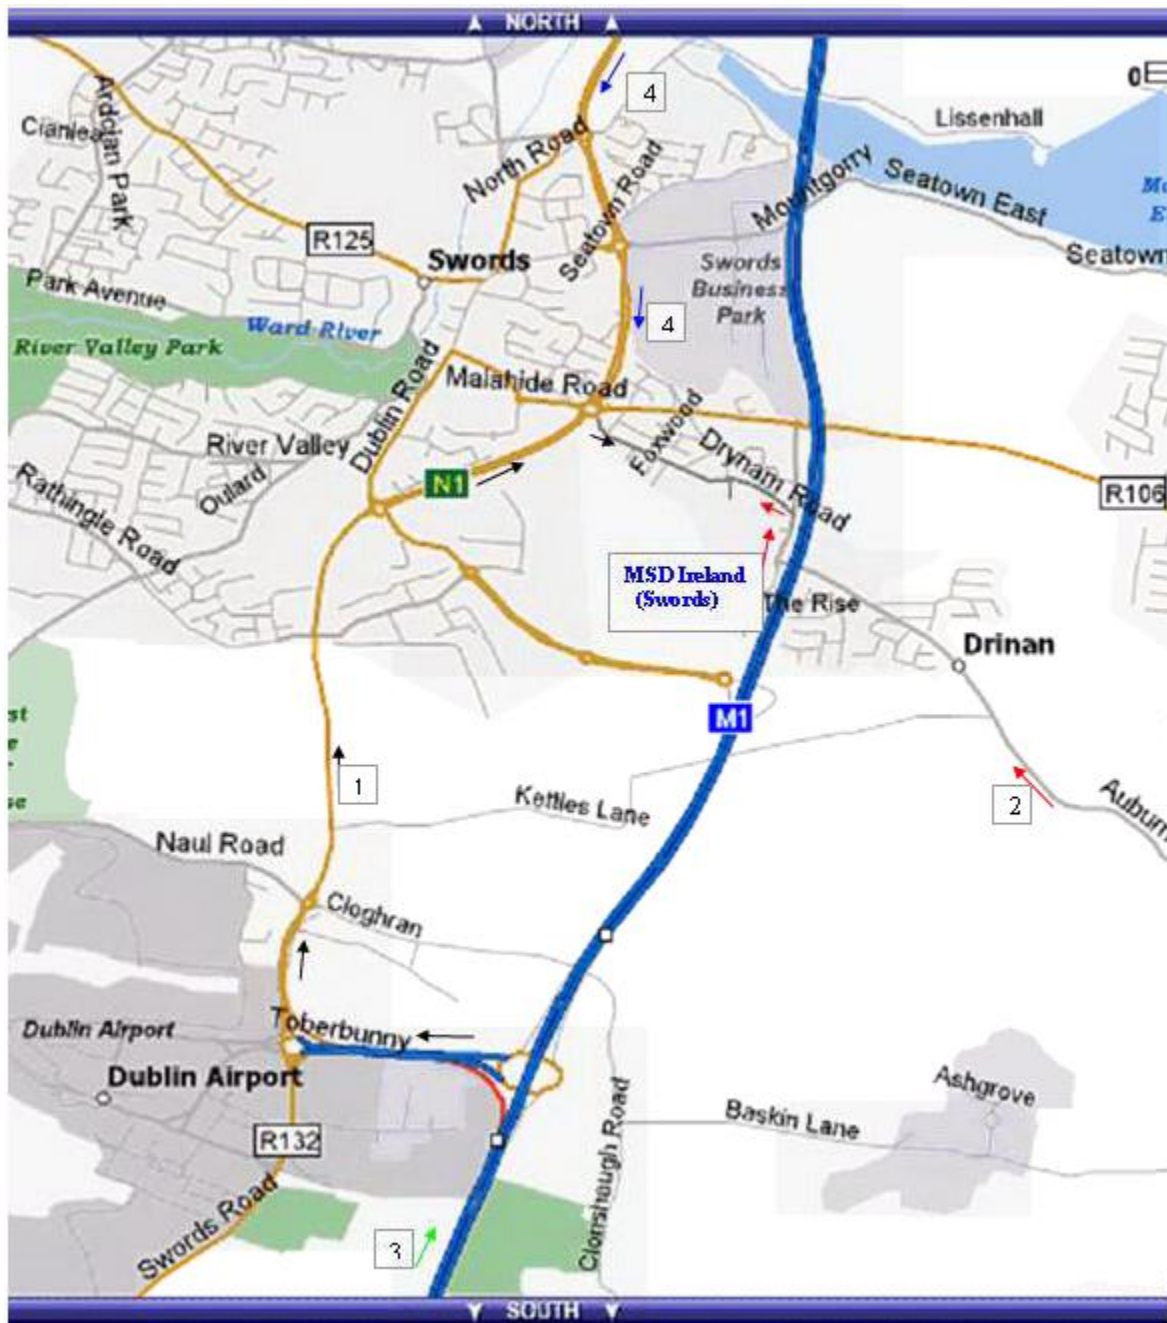 NORTH
4
0
Lissenhall
Ardcian Park
North Road
Seatown Road
Mountgorry
Seatown East
R125
Swords
Seatown
Swords
Business
Park
Park Avenue
Ward River
River Valley Park
4
Malahide Road
Dublin Road
River Valley
Foxwood
Drynham Road
Oulard
N1
R106
Rathingle Road
MSD Ireland
(Swords)
The Rise
Drinan
M1
1
Kettles Lane
2
Naul Road
Cloghran
Toberbunny
Dublin Airport
Dublin Airport
Ashgrove
Baskin Lane
R132
Clonshaugh Road
Swords Road
3
SOUTH